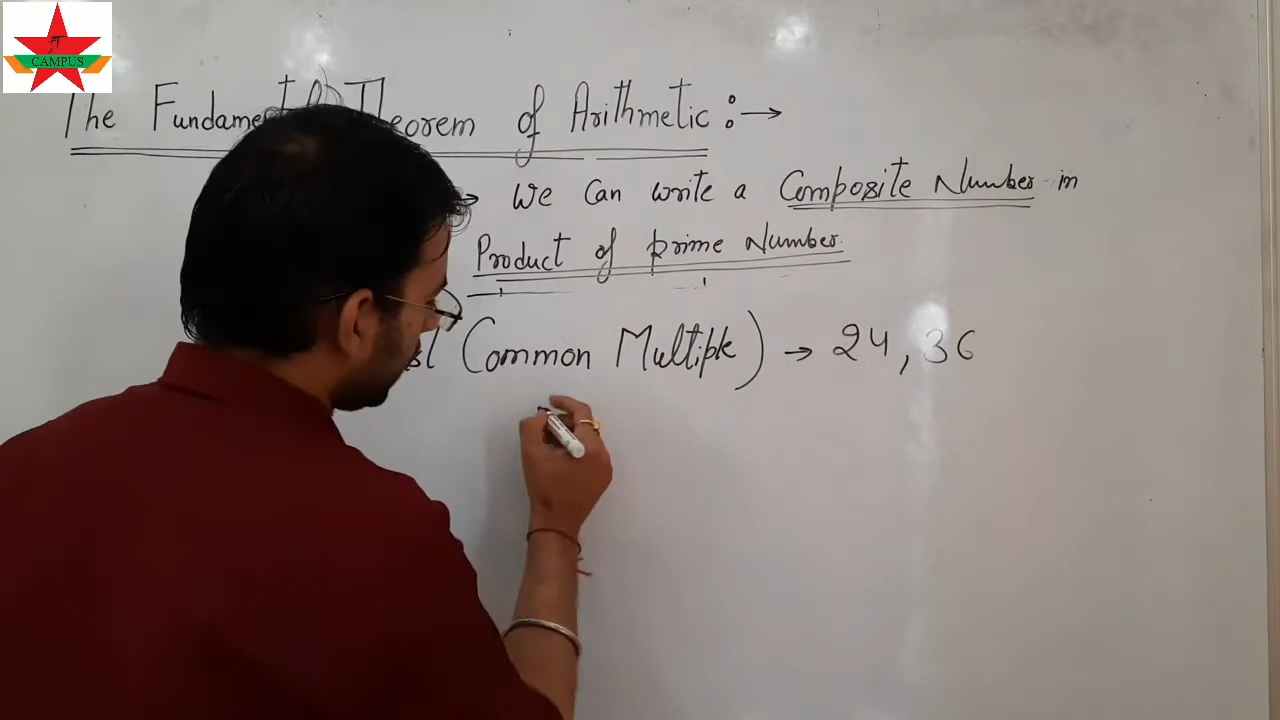 π
CAMPUS
The Fundamental Theorem of Arithmetic :→
→ We Can write a Composite Number in
Product of prime Number.
Common Multiple) → 24, 36